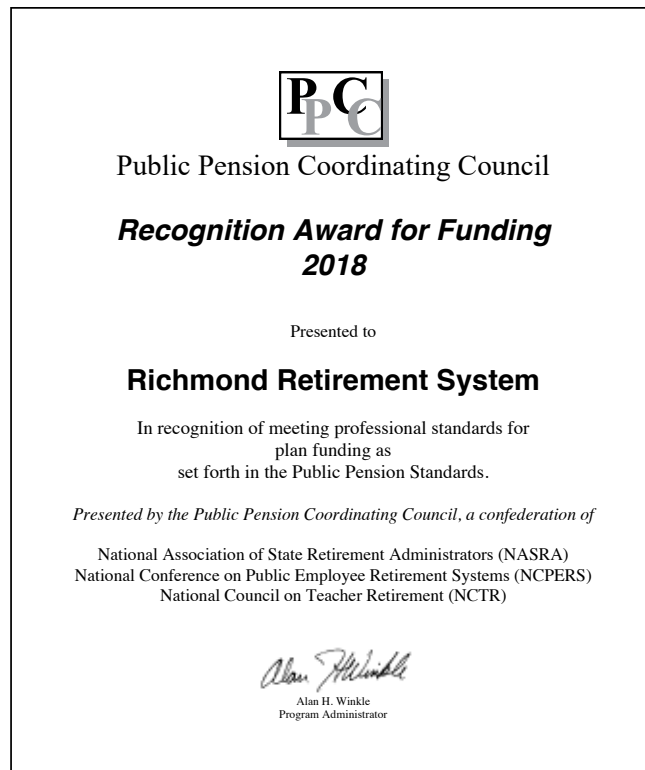 PPCC
Public Pension Coordinating Council
Recognition Award for Funding
2018
Presented to
Richmond Retirement System
In recognition of meeting professional standards for
plan funding as
set forth in the Public Pension Standards.
Presented by the Public Pension Coordinating Council, a confederation of
National Association of State Retirement Administrators (NASRA)
National Conference on Public Employee Retirement Systems (NCPERS)
National Council on Teacher Retirement (NCTR)
Alan H Winkle
Alan H. Winkle
Program Administrator